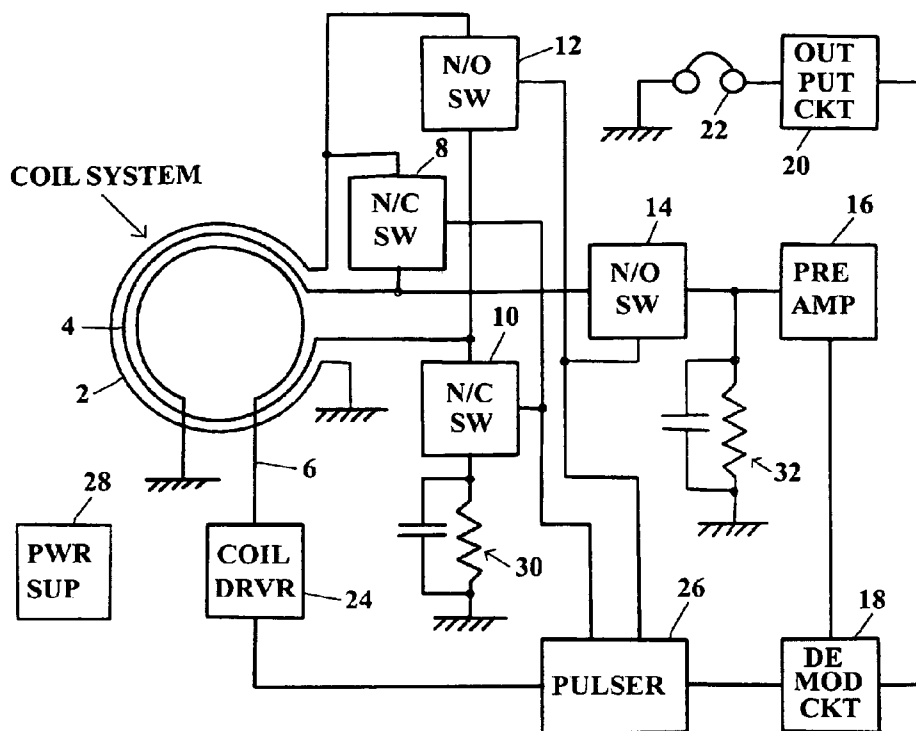 12
N/O
SW
OUT
PUT
CKT
22
20
8
COIL SYSTEM
N/C
SW
14
16
N/O
SW
PRE
AMP
4
10
2
N/C
SW
6
32
28
PWR
SUP
COIL
DRVR
24
30
26
18
PULSER
DE
MOD
CKT